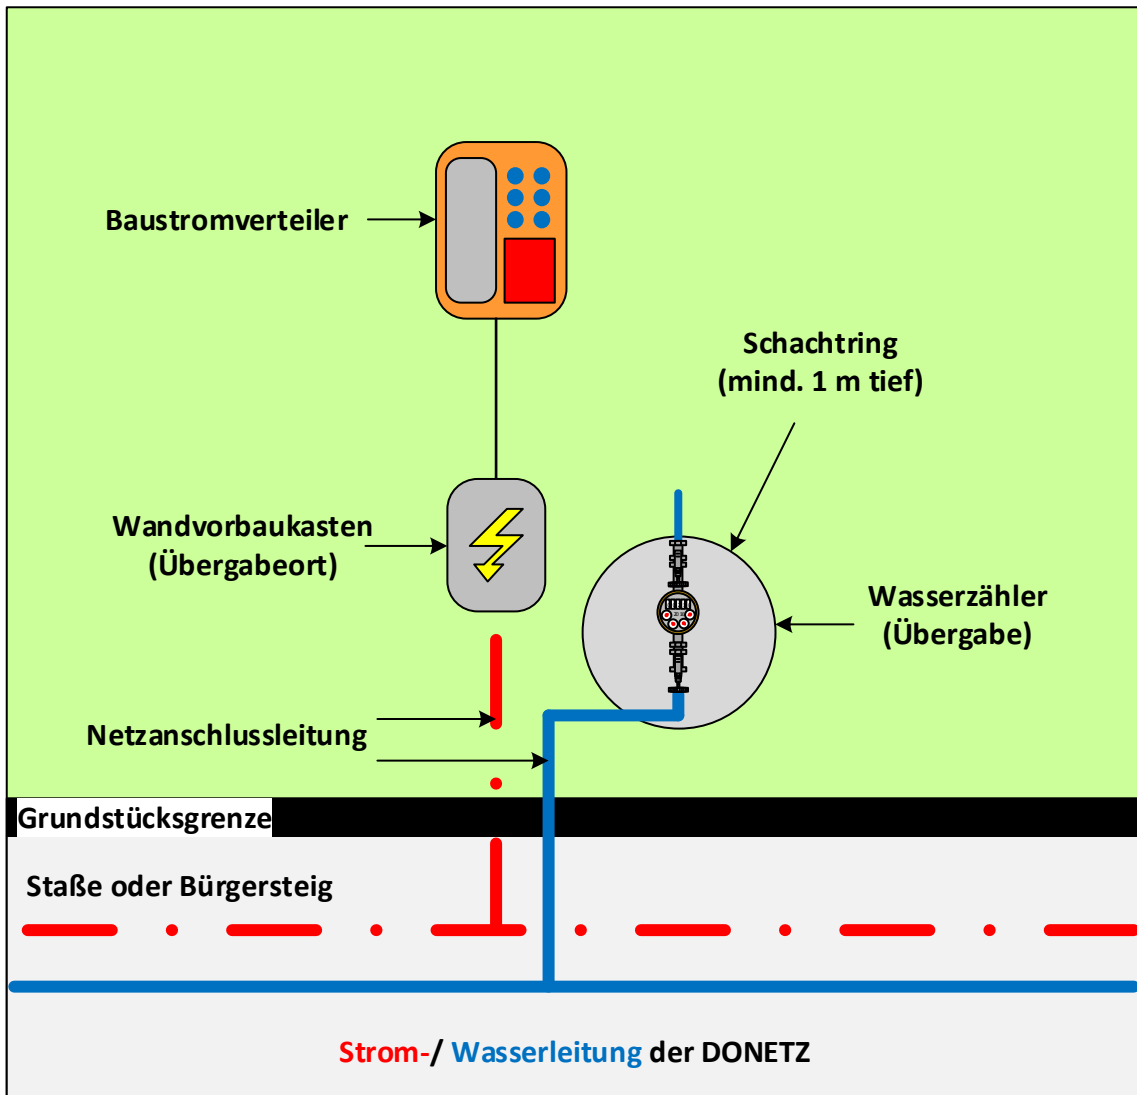 Baustromverteiler
Schachtring
(mind. 1 m tief)
Wandvorbaukasten
(Übergabeort)
Wasserzähler
(Übergabe)
Netzanschlussleitung
Grundstücksgrenze
Staße oder Bürgersteig
Strom-/ Wasserleitung der DONETZ